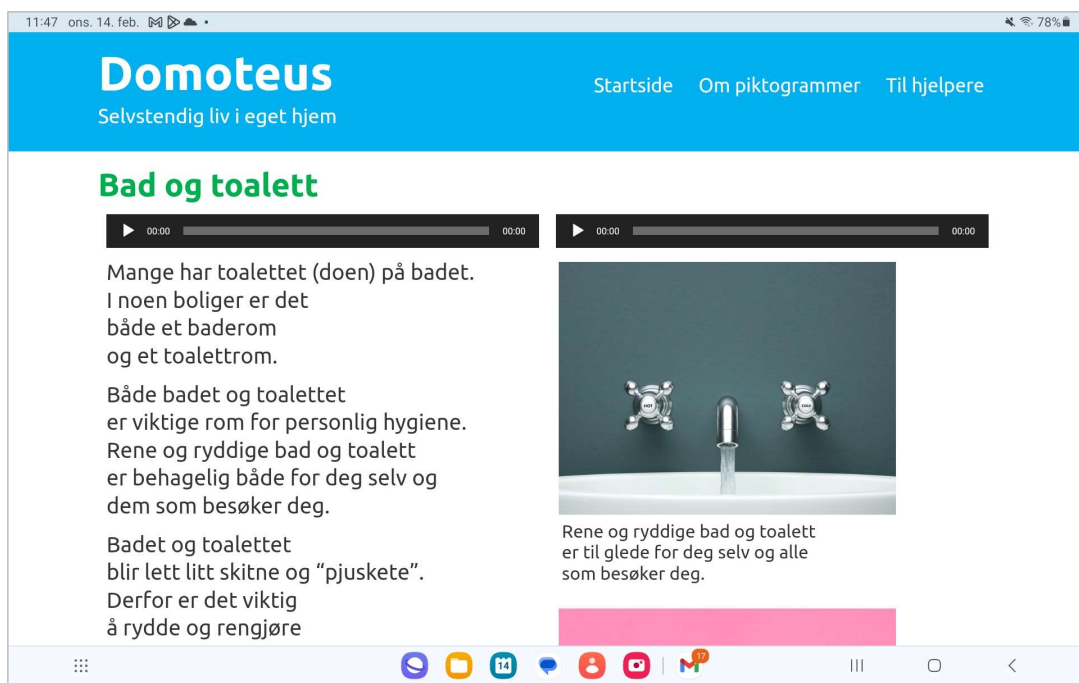 11:47 ons. 14. feb.
78%
Domoteus
Selvstendig liv i eget hjem
Startside Om piktogrammer Til hjelpere
Bad og toalett
00:00 00:00
00:00 00:00
Mange har toalettet (doen) på badet.
I noen boliger er det
både et baderom
og et toalettrom.
Både badet og toalettet
er viktige rom for personlig hygiene.
Rene og ryddige bad og toalett
er behagelig både for deg selv og
dem som besøker deg.
Badet og toalettet
blir lett litt skitne og “pjuskete”.
Derfor er det viktig
å rydde og rengjøre
HOT
COLD
Rene og ryddige bad og toalett
er til glede for deg selv og alle
som besøker deg.
14
17